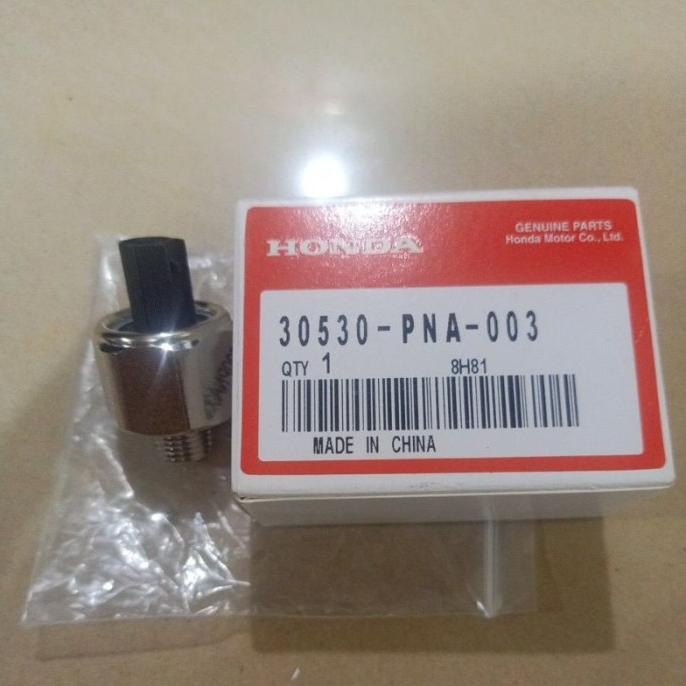 HONDA
GENUINE PARTS
Honda Motor Co., Ltd.
30530-PNA-003
QTY 1 8H81
MADE IN CHINA